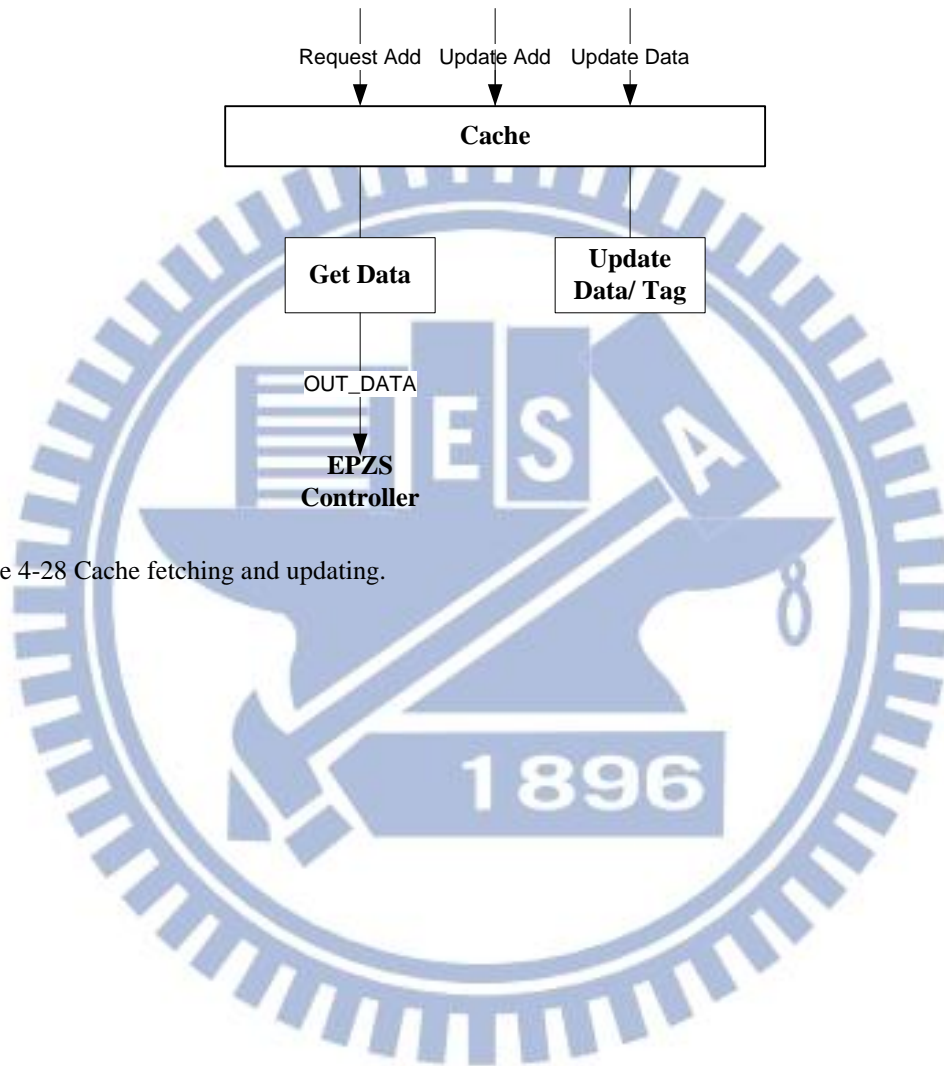 Request Add Update Add Update Data
Cache
Get Data
Update
Data/ Tag
OUT_DATA
EPZS
Controller
e 4-28 Cache fetching and updating.
E S A
1896